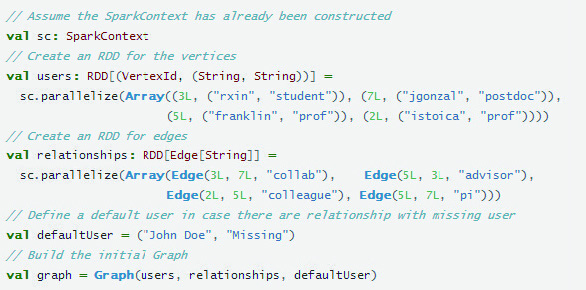 // Assume the SparkContext has already been constructed
val sc: SparkContext
// Create an RDD for the vertices
val users: RDD[(VertexId, (String, String))] =
  sc.parallelize(Array((3L, ("rxin", "student")), (7L, ("jgonzal", "postdoc")),
                       (5L, ("franklin", "prof")), (2L, ("istoica", "prof"))))
// Create an RDD for edges
val relationships: RDD[Edge[String]] =
  sc.parallelize(Array(Edge(3L, 7L, "collab"),    Edge(5L, 3L, "advisor"),
                       Edge(2L, 5L, "colleague"), Edge(5L, 7L, "pi")))
// Define a default user in case there are relationship with missing user
val defaultUser = ("John Doe", "Missing")
// Build the initial Graph
val graph = Graph(users, relationships, defaultUser)